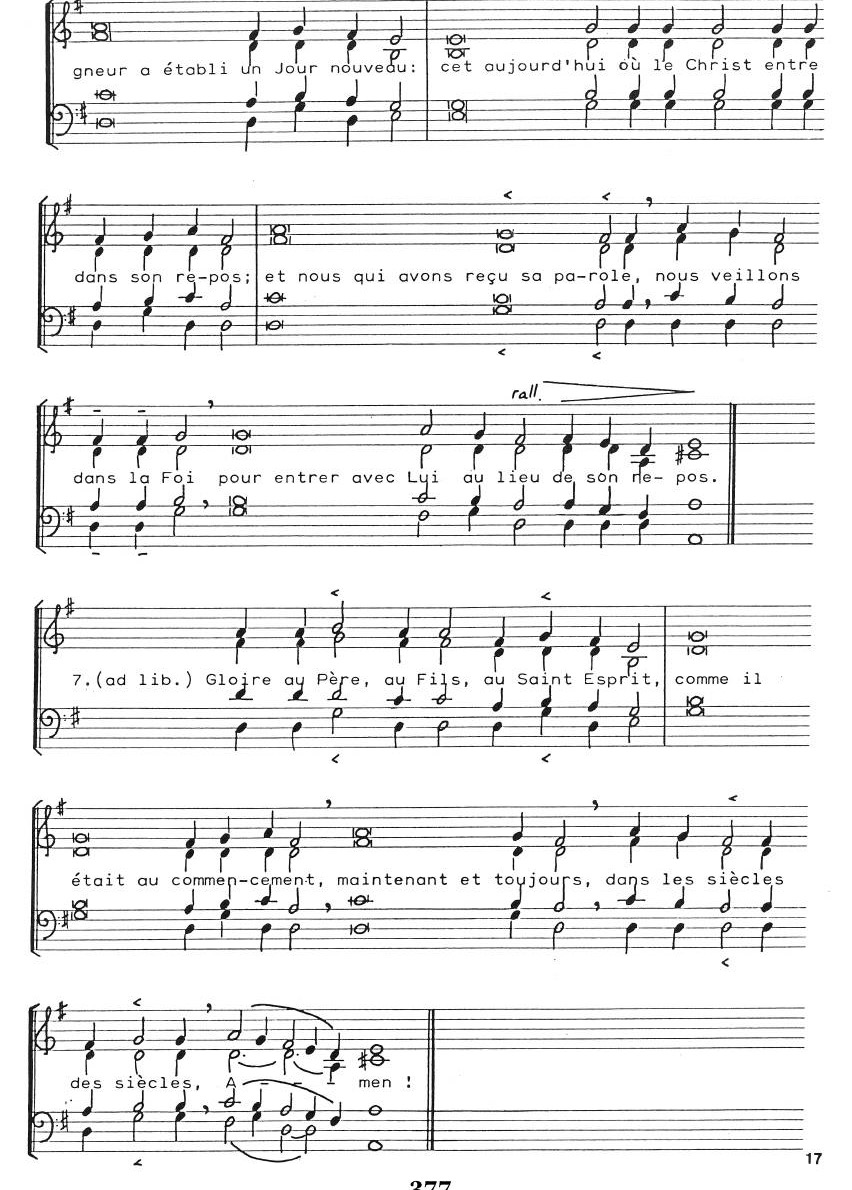 gneur a établi un Jour nouveau: cet aujourd'hui où le Christ entre
dans son re-pos; et nous qui avons reçu sa pa-role, nous veillons
rall.
dans la Foi pour entrer avec Lui au lieu de son re- pos.
7.(ad lib.) Gloire au Père, au Fils, au Saint Esprit, comme il
était au commen-cement, maintenant et toujours, dans les siècles
des siècles, A - - - men !
17
377